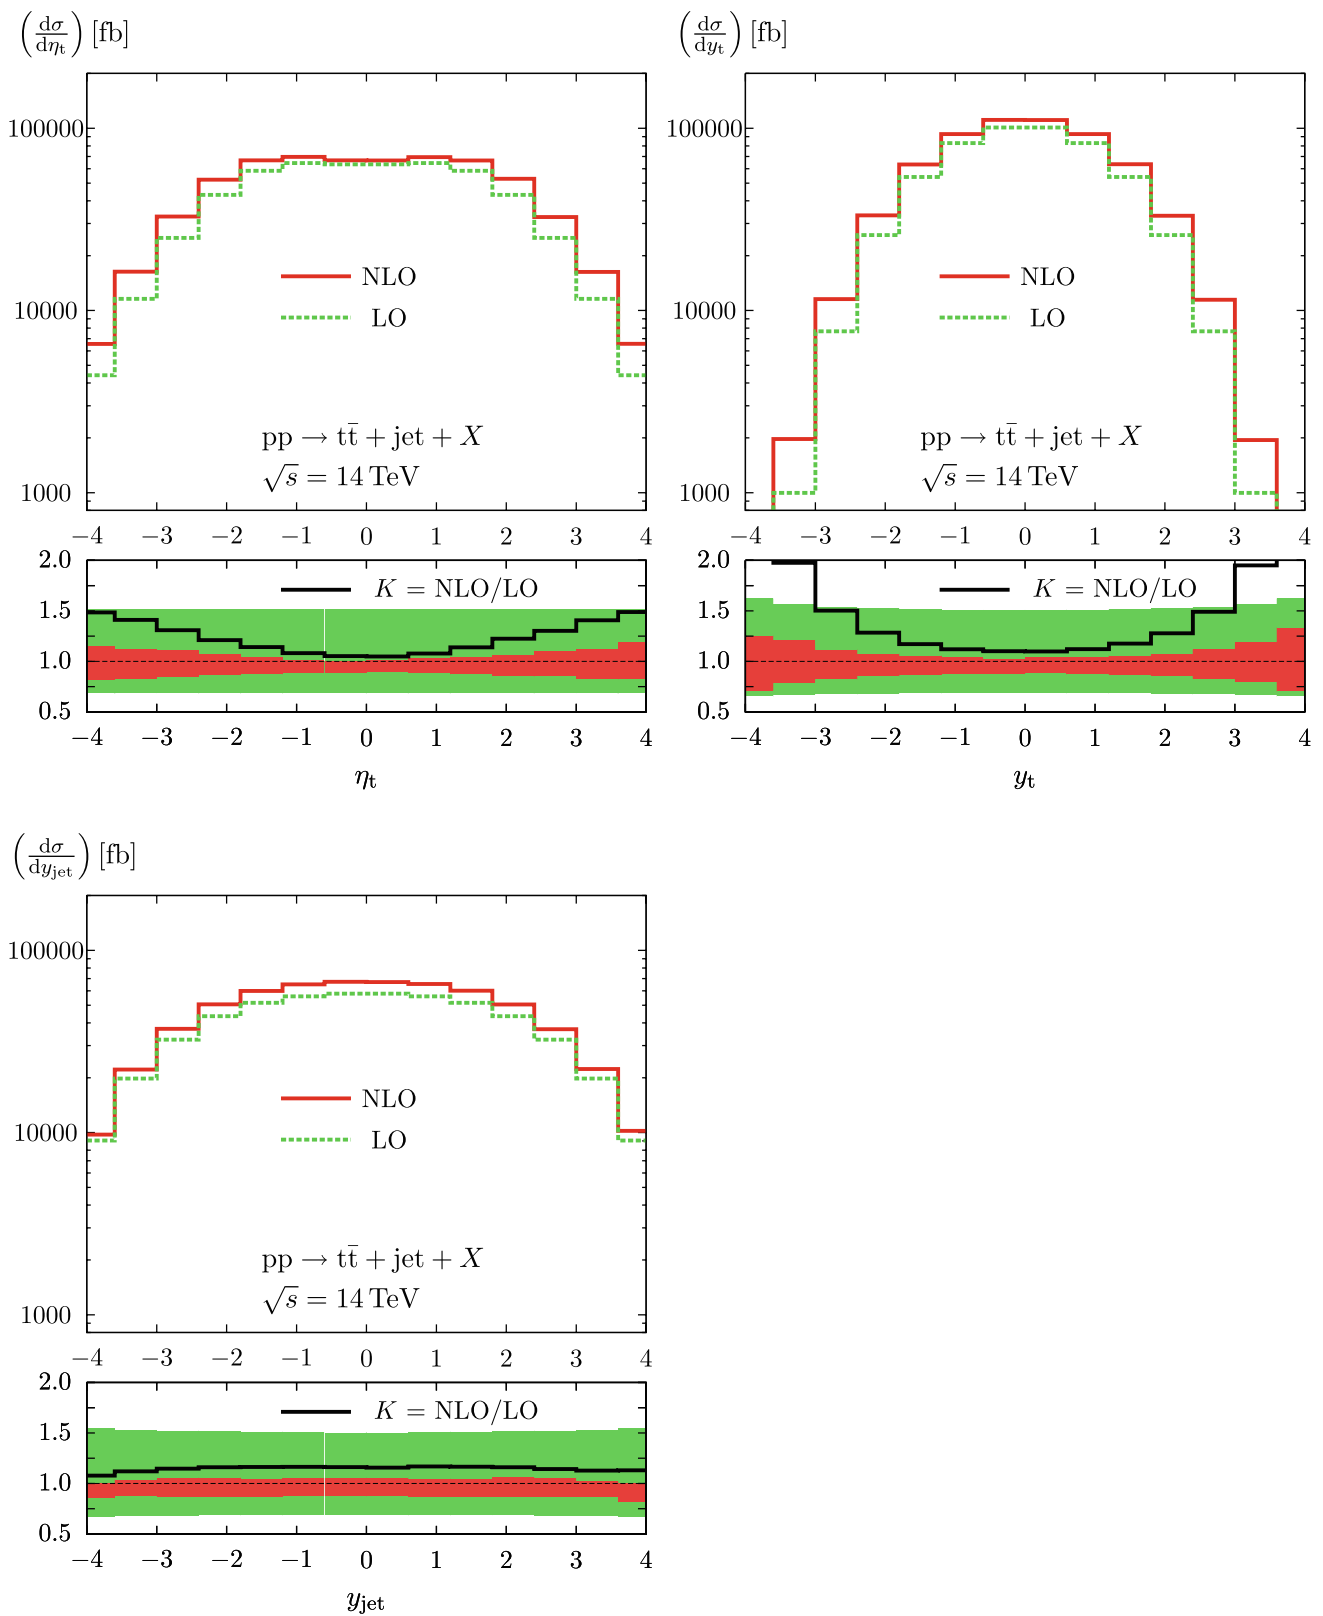 (dσ/dηt) [fb]
100000
10000
1000
NLO
LO
pp → tt̄ + jet + X
√s = 14 TeV
−4 −3 −2 −1 0 1 2 3 4
2.0
1.5
1.0
0.5
K = NLO/LO
−4 −3 −2 −1 0 1 2 3 4
ηt
(dσ/dyt) [fb]
100000
10000
1000
NLO
LO
pp → tt̄ + jet + X
√s = 14 TeV
−4 −3 −2 −1 0 1 2 3 4
2.0
1.5
1.0
0.5
K = NLO/LO
−4 −3 −2 −1 0 1 2 3 4
yt
(dσ/dyjet) [fb]
100000
10000
1000
NLO
LO
pp → tt̄ + jet + X
√s = 14 TeV
−4 −3 −2 −1 0 1 2 3 4
2.0
1.5
1.0
0.5
K = NLO/LO
−4 −3 −2 −1 0 1 2 3 4
yjet